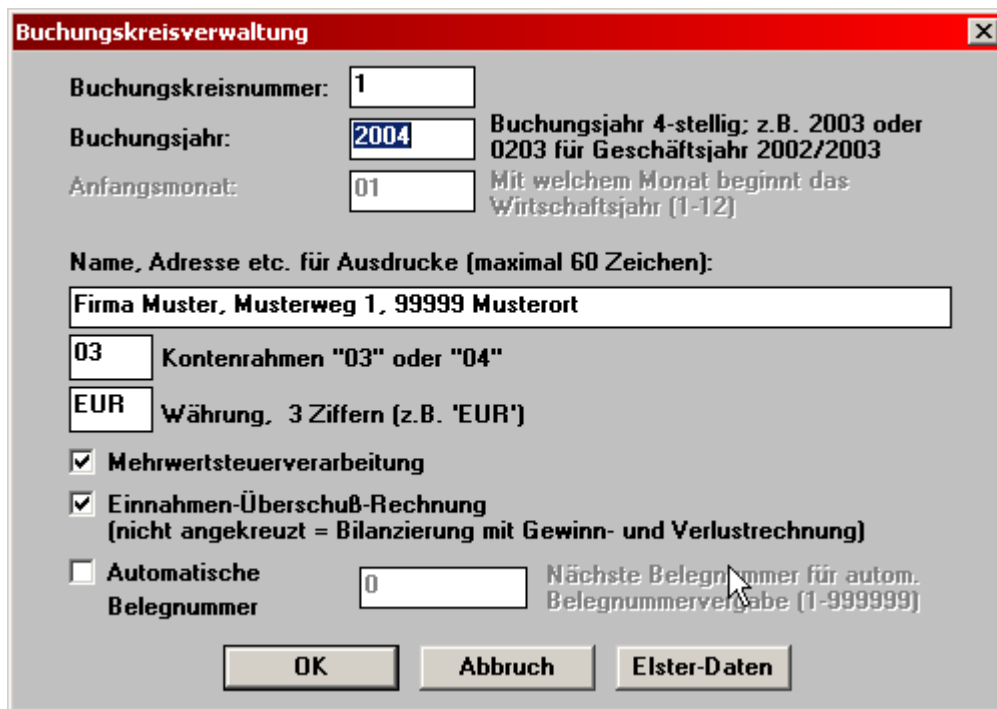 Buchungskreisverwaltung
Buchungskreisnummer: 1
Buchungsjahr: 2004 Buchungsjahr 4-stellig; z.B. 2003 oder
0203 für Geschäftsjahr 2002/2003
Anfangsmonat: 01 Mit welchem Monat beginnt das
Wirtschaftsjahr (1-12)
Name, Adresse etc. für Ausdrucke (maximal 60 Zeichen):
Firma Muster, Musterweg 1, 99999 Musterort
03 Kontenrahmen "03" oder "04"
EUR Währung, 3 Ziffern (z.B. 'EUR')
Mehrwertsteuerverarbeitung
Einnahmen-Überschuß-Rechnung
(nicht angekreuzt = Bilanzierung mit Gewinn- und Verlustrechnung)
Automatische 0 Nächste Belegnummer für autom.
Belegnummer Belegnummervergabe (1-999999)
OK Abbruch Elster-Daten